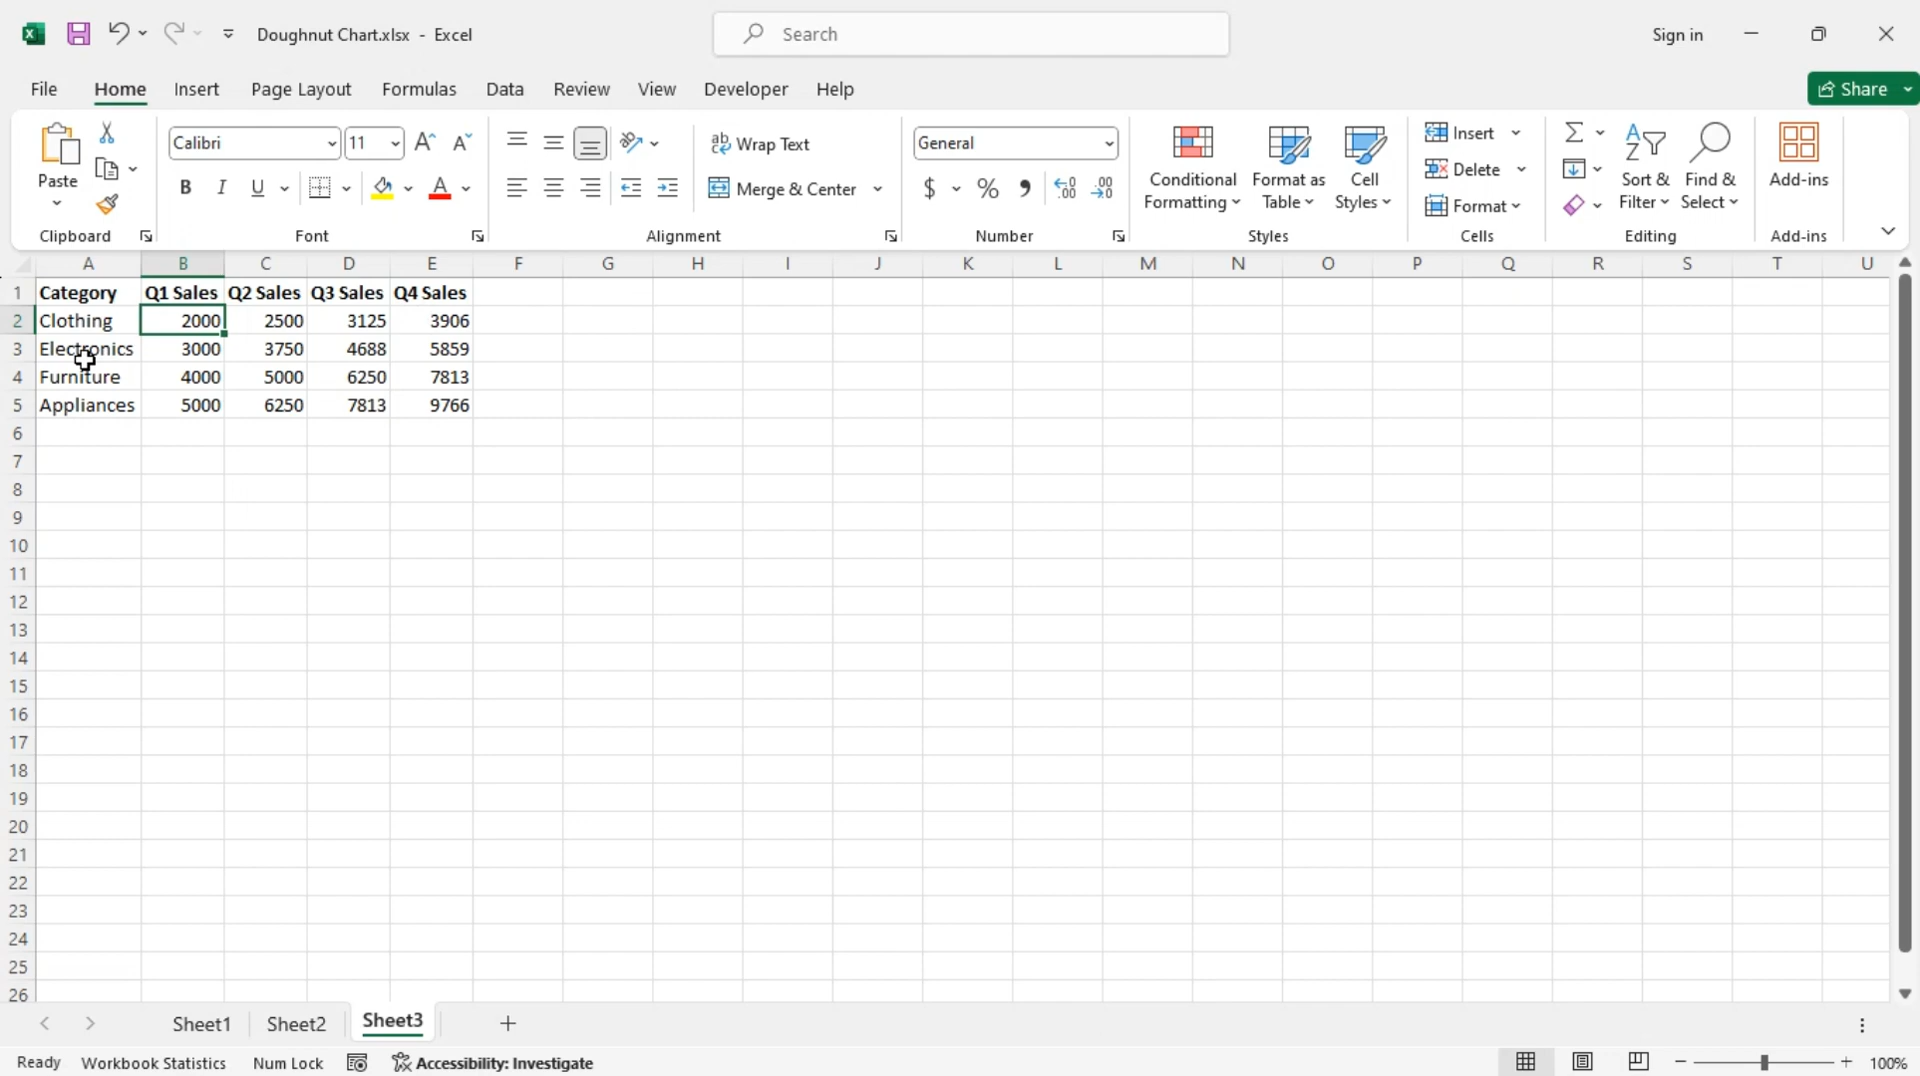 Doughnut Chart.xlsx - Excel
Search
Sign in
File Home Insert Page Layout Formulas Data Review View Developer Help
Share
Paste
Clipboard
Calibri 11
B I U
Font
Wrap Text
Merge & Center
Alignment
General
$ % 9
Number
Conditional Formatting
Format as Table
Cell Styles
Styles
Insert
Delete
Format
Cells
Sort & Filter
Find & Select
Editing
Add-ins
Add-ins
A B C D E F G H I J K L M N O P Q R S T U
1 Category Q1 Sales Q2 Sales Q3 Sales Q4 Sales
2 Clothing 2000 2500 3125 3906
3 Electronics 3000 3750 4688 5859
4 Furniture 4000 5000 6250 7813
5 Appliances 5000 6250 7813 9766
6
7
8
9
10
11
12
13
14
15
16
17
18
19
20
21
22
23
24
25
26
Sheet1 Sheet2 Sheet3
Ready Workbook Statistics Num Lock Accessibility: Investigate 100%